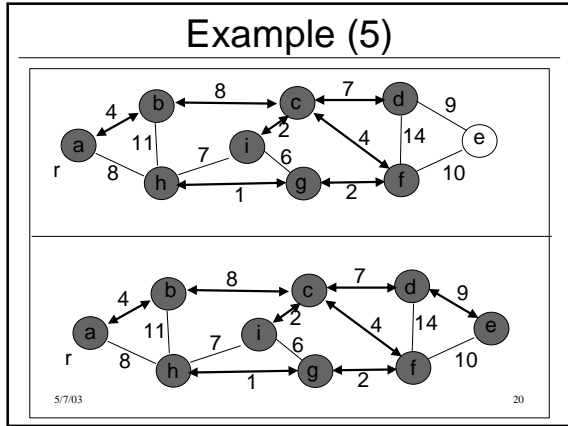 Example (5)
8 7
4 b c d 9
2
a 11 i 4 14 e
7 6
r 8 h g f 10
1 2
8 7
4 b c d 9
2
a 11 i 4 14 e
7 6
r 8 h g f 10
1 2
5/7/03 20